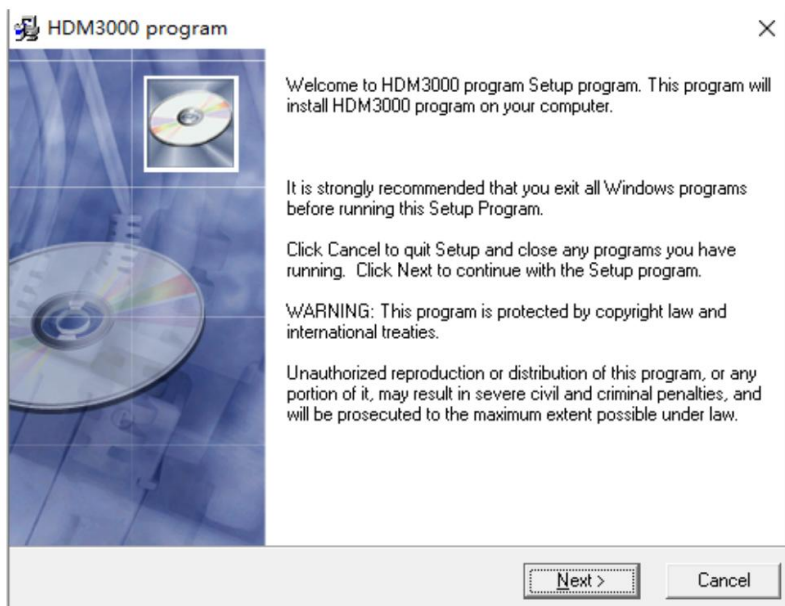 HDM3000 program
Welcome to HDM3000 program Setup program. This program will
install HDM3000 program on your computer.
It is strongly recommended that you exit all Windows programs
before running this Setup Program.
Click Cancel to quit Setup and close any programs you have
running. Click Next to continue with the Setup program.
WARNING: This program is protected by copyright law and
international treaties.
Unauthorized reproduction or distribution of this program, or any
portion of it, may result in severe civil and criminal penalties, and
will be prosecuted to the maximum extent possible under law.
Next >
Cancel